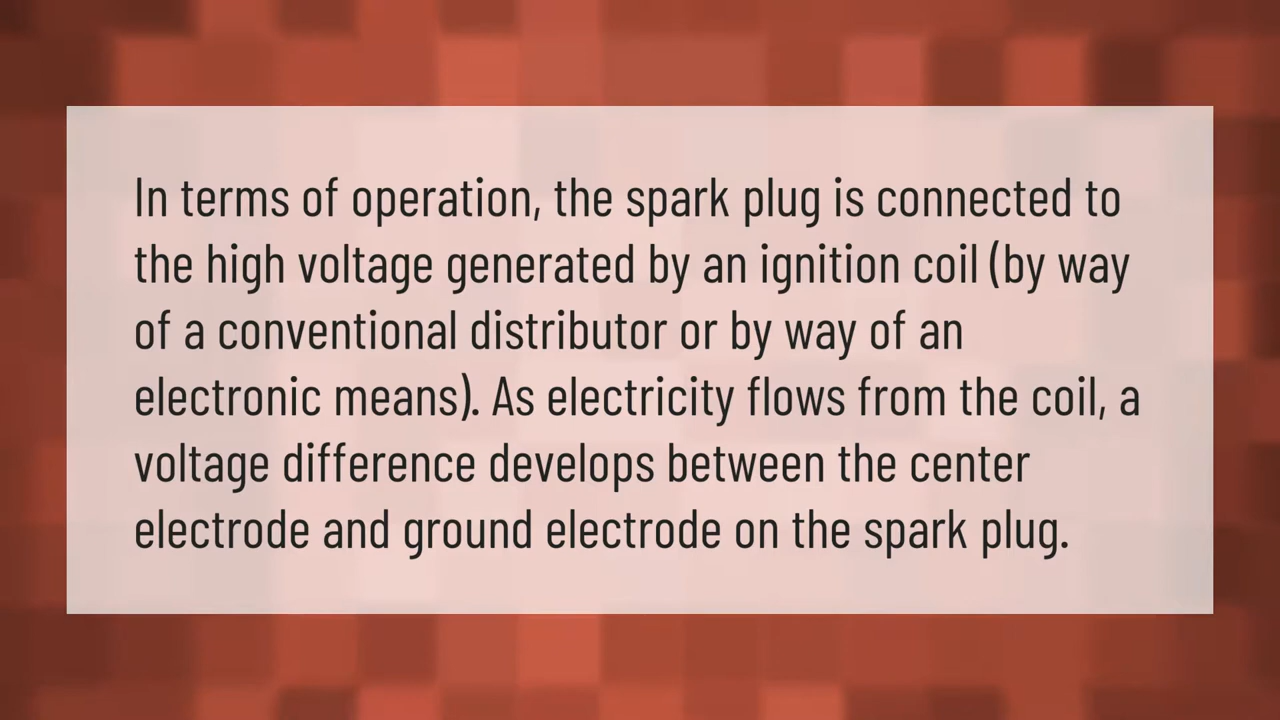 In terms of operation, the spark plug is connected to
the high voltage generated by an ignition coil (by way
of a conventional distributor or by way of an
electronic means). As electricity flows from the coil, a
voltage difference develops between the center
electrode and ground electrode on the spark plug.